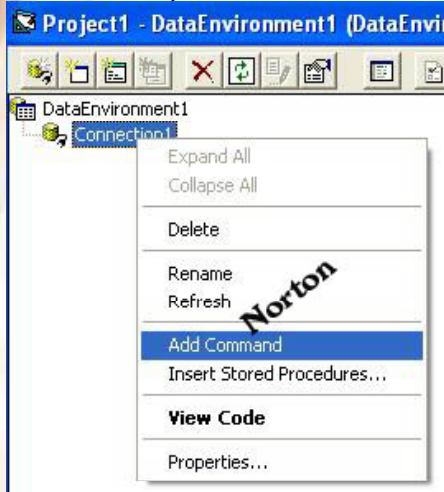 Project1 - DataEnvironment1 (DataEnvi
DataEnvironment1
Connection1
Expand All
Collapse All
Delete
Rename
Refresh
Norton
Add Command
Insert Stored Procedures...
View Code
Properties...